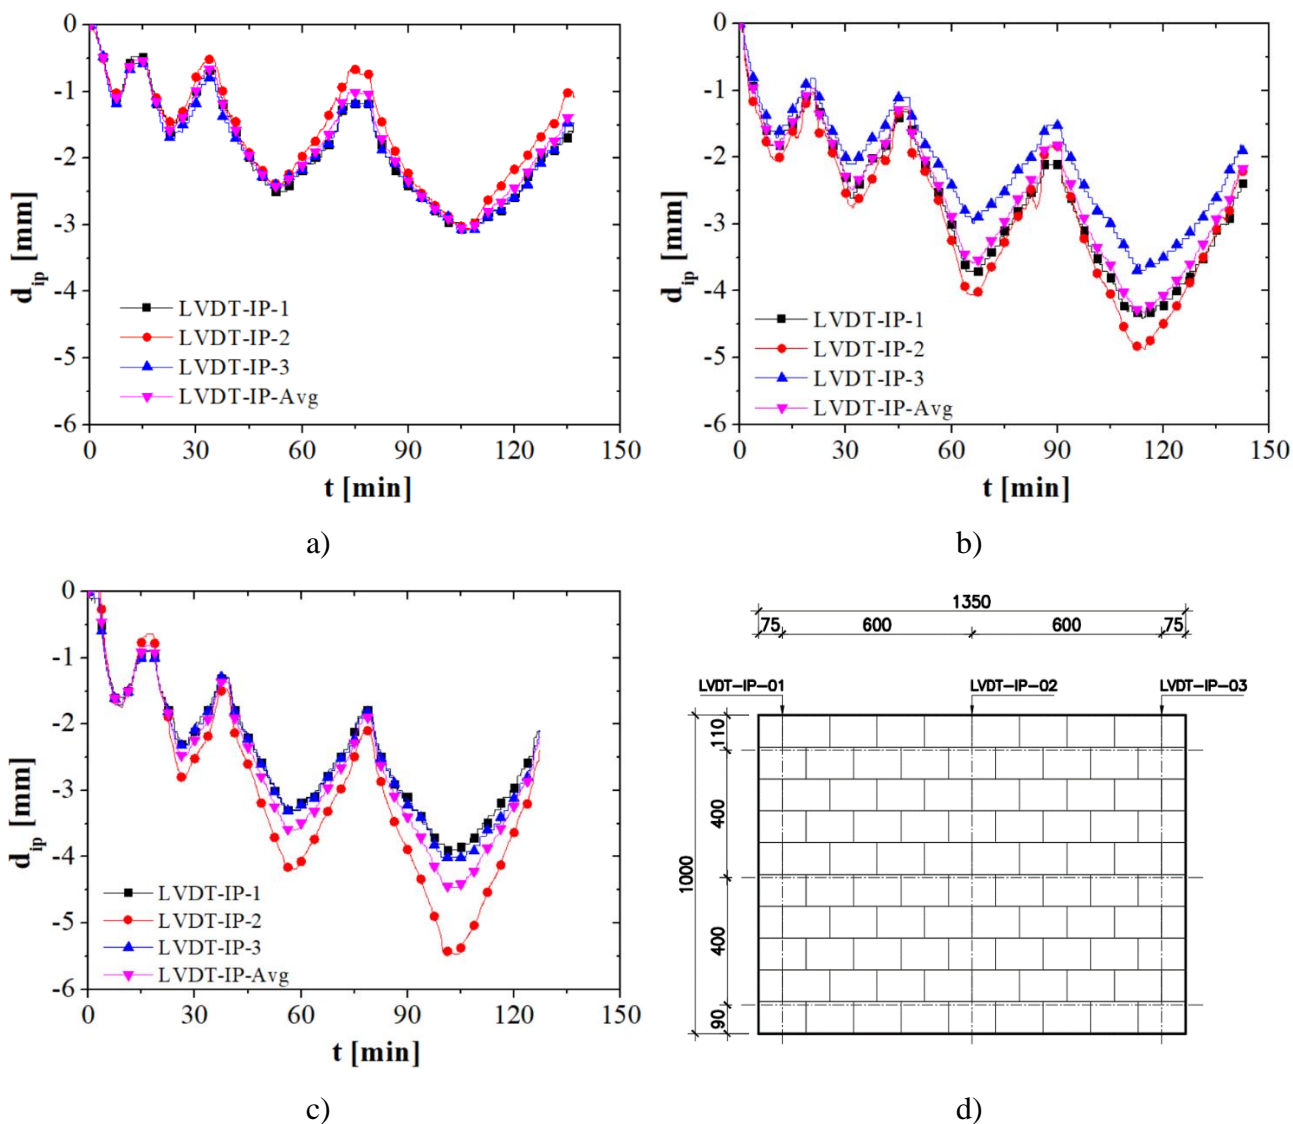 0
-1
-2
-3
-4
-5
-6
d_ip [mm]
LVDT-IP-1
LVDT-IP-2
LVDT-IP-3
LVDT-IP-Avg
0 30 60 90 120 150
t [min]
a)
0
-1
-2
-3
-4
-5
-6
d_ip [mm]
LVDT-IP-1
LVDT-IP-2
LVDT-IP-3
LVDT-IP-Avg
0 30 60 90 120 150
t [min]
b)
0
-1
-2
-3
-4
-5
-6
d_ip [mm]
LVDT-IP-1
LVDT-IP-2
LVDT-IP-3
LVDT-IP-Avg
0 30 60 90 120 150
t [min]
c)
1350
75 600 600 75
LVDT-IP-01 LVDT-IP-02 LVDT-IP-03
110
400
1000
400
90
d)